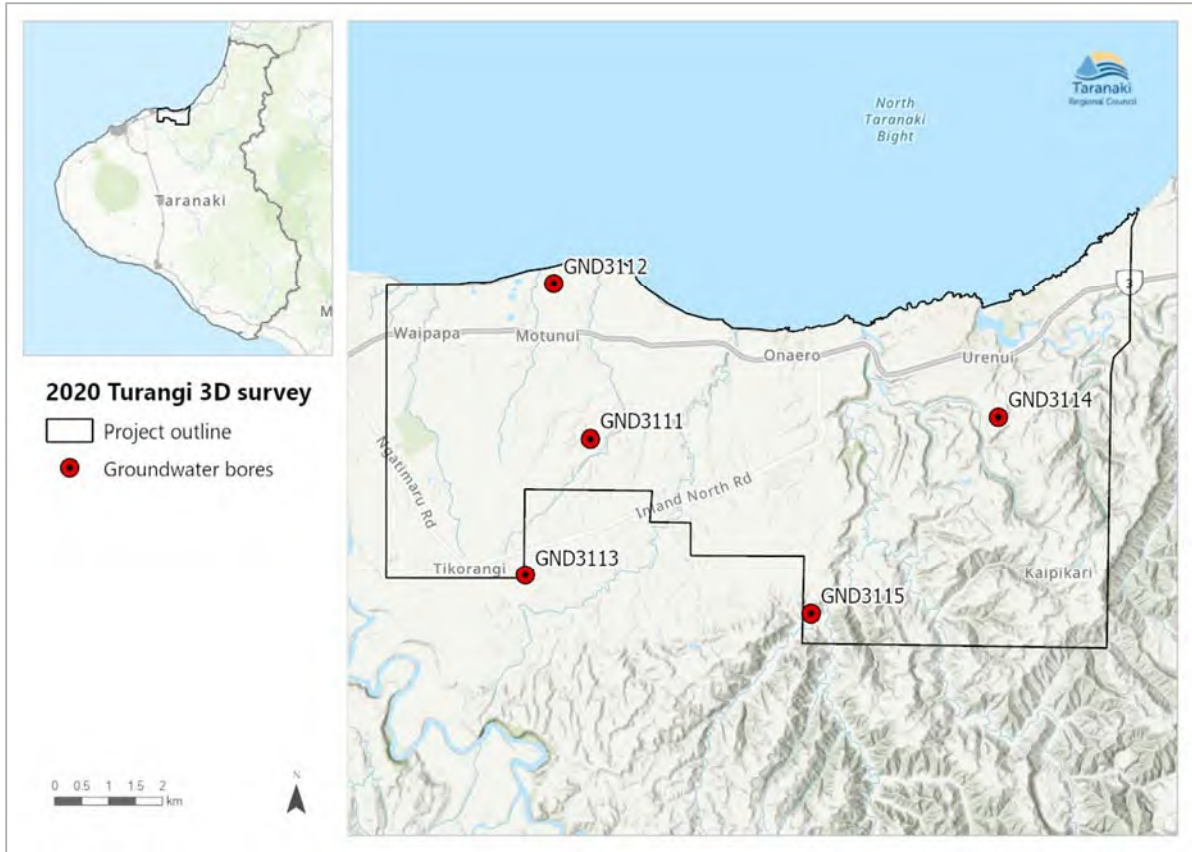 Taranaki
M
2020 Turangi 3D survey
Project outline
Groundwater bores
0 0.5 1 1.5 2
km
N
Taranaki
Regional Council
North
Taranaki
Bight
GND3112
3
Waipapa
Motunui
Onaero
Urenui
GND3111
GND3114
Ngatimaru Rd
Inland North Rd
GND3113
Tikorangi
Kaipikari
GND3115